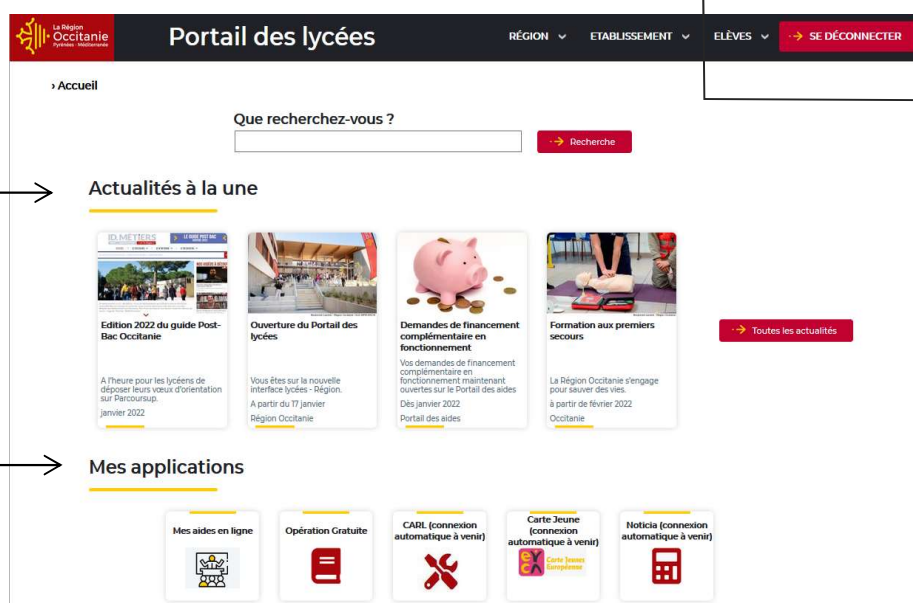 La Région
Occitanie
Pyrénées - Méditerranée
Portail des lycées
RÉGION
ETABLISSEMENT
ELÈVES
SE DÉCONNECTER
› Accueil
Que recherchez-vous ?
Recherche
Actualités à la une
ID.MÉTIERS
LE GUIDE POST BAC
Edition 2022 du guide Post-
Bac Occitanie
A l'heure pour les lycéens de
déposer leurs vœux d'orientation
sur Parcoursup.
janvier 2022
Ouverture du Portail des
lycées
Vous êtes sur la nouvelle
interface lycées - Région.
A partir du 17 janvier
Région Occitanie
Demandes de financement
complémentaire en
fonctionnement
Vos demandes de financement
complémentaire en
fonctionnement maintenant
ouvertes sur le Portail des aides
Dès janvier 2022
Portail des aides
Formation aux premiers
secours
La Région Occitanie s'engage
pour sauver des vies.
à partir de février 2022
Occitanie
Toutes les actualités
Mes applications
Mes aides en ligne
Opération Gratuite
CARL (connexion
automatique à venir)
Carte Jeune
(connexion
automatique à venir)
eyca
Carte Jeunes
Européenne
Noticia (connexion
automatique à venir)